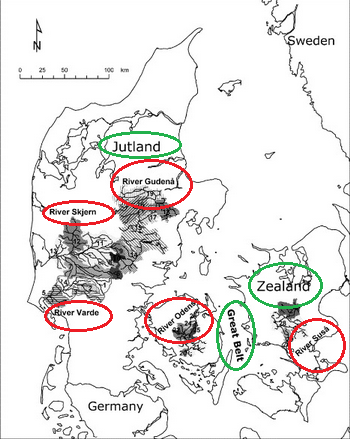 Sweden
N
0 25 50 100
km
Jutland
River Gudenå
River Skjern
River Varde
River Odense
Great Belt
Zealand
River Suså
Germany